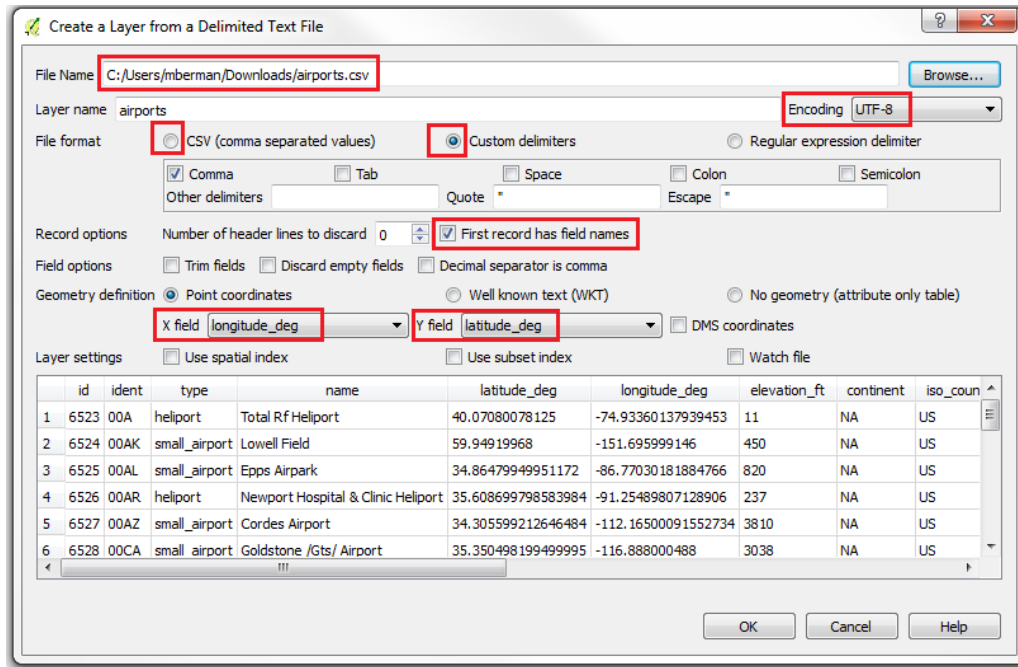 Create a Layer from a Delimited Text File
File Name C:/Users/mberman/Downloads/airports.csv Browse...
Layer name airports Encoding UTF-8
File format CSV (comma separated values) Custom delimiters Regular expression delimiter
Comma Tab Space Colon Semicolon
Other delimiters Quote " Escape "
Record options Number of header lines to discard 0 First record has field names
Field options Trim fields Discard empty fields Decimal separator is comma
Geometry definition Point coordinates Well known text (WKT) No geometry (attribute only table)
X field longitude_deg Y field latitude_deg DMS coordinates
Layer settings Use spatial index Use subset index Watch file
id ident type name latitude_deg longitude_deg elevation_ft continent iso_coun
1 6523 00A heliport Total Rf Heliport 40.07080078125 -74.93360137939453 11 NA US
2 6524 00AK small_airport Lowell Field 59.94919968 -151.695999146 450 NA US
3 6525 00AL small_airport Epps Airpark 34.86479949951172 -86.77030181884766 820 NA US
4 6526 00AR heliport Newport Hospital & Clinic Heliport 35.608699798583984 -91.25489807128906 237 NA US
5 6527 00AZ small_airport Cordes Airport 34.305599212646484 -112.16500091552734 3810 NA US
6 6528 00CA small_airport Goldstone /Gts/ Airport 35.350498199499995 -116.888000488 3038 NA US
OK Cancel Help